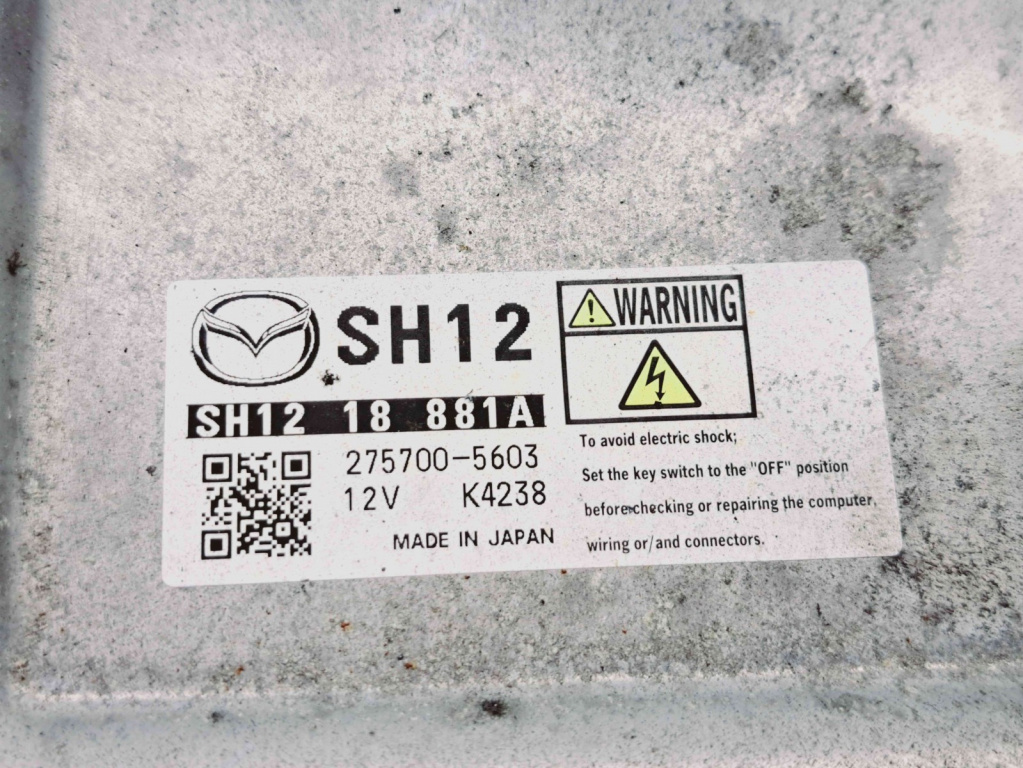 SH12
SH12 18 881A
275700-5603
12V K4238
MADE IN JAPAN
WARNING
To avoid electric shock;
Set the key switch to the "OFF" position
before checking or repairing the computer,
wiring or/and connectors.